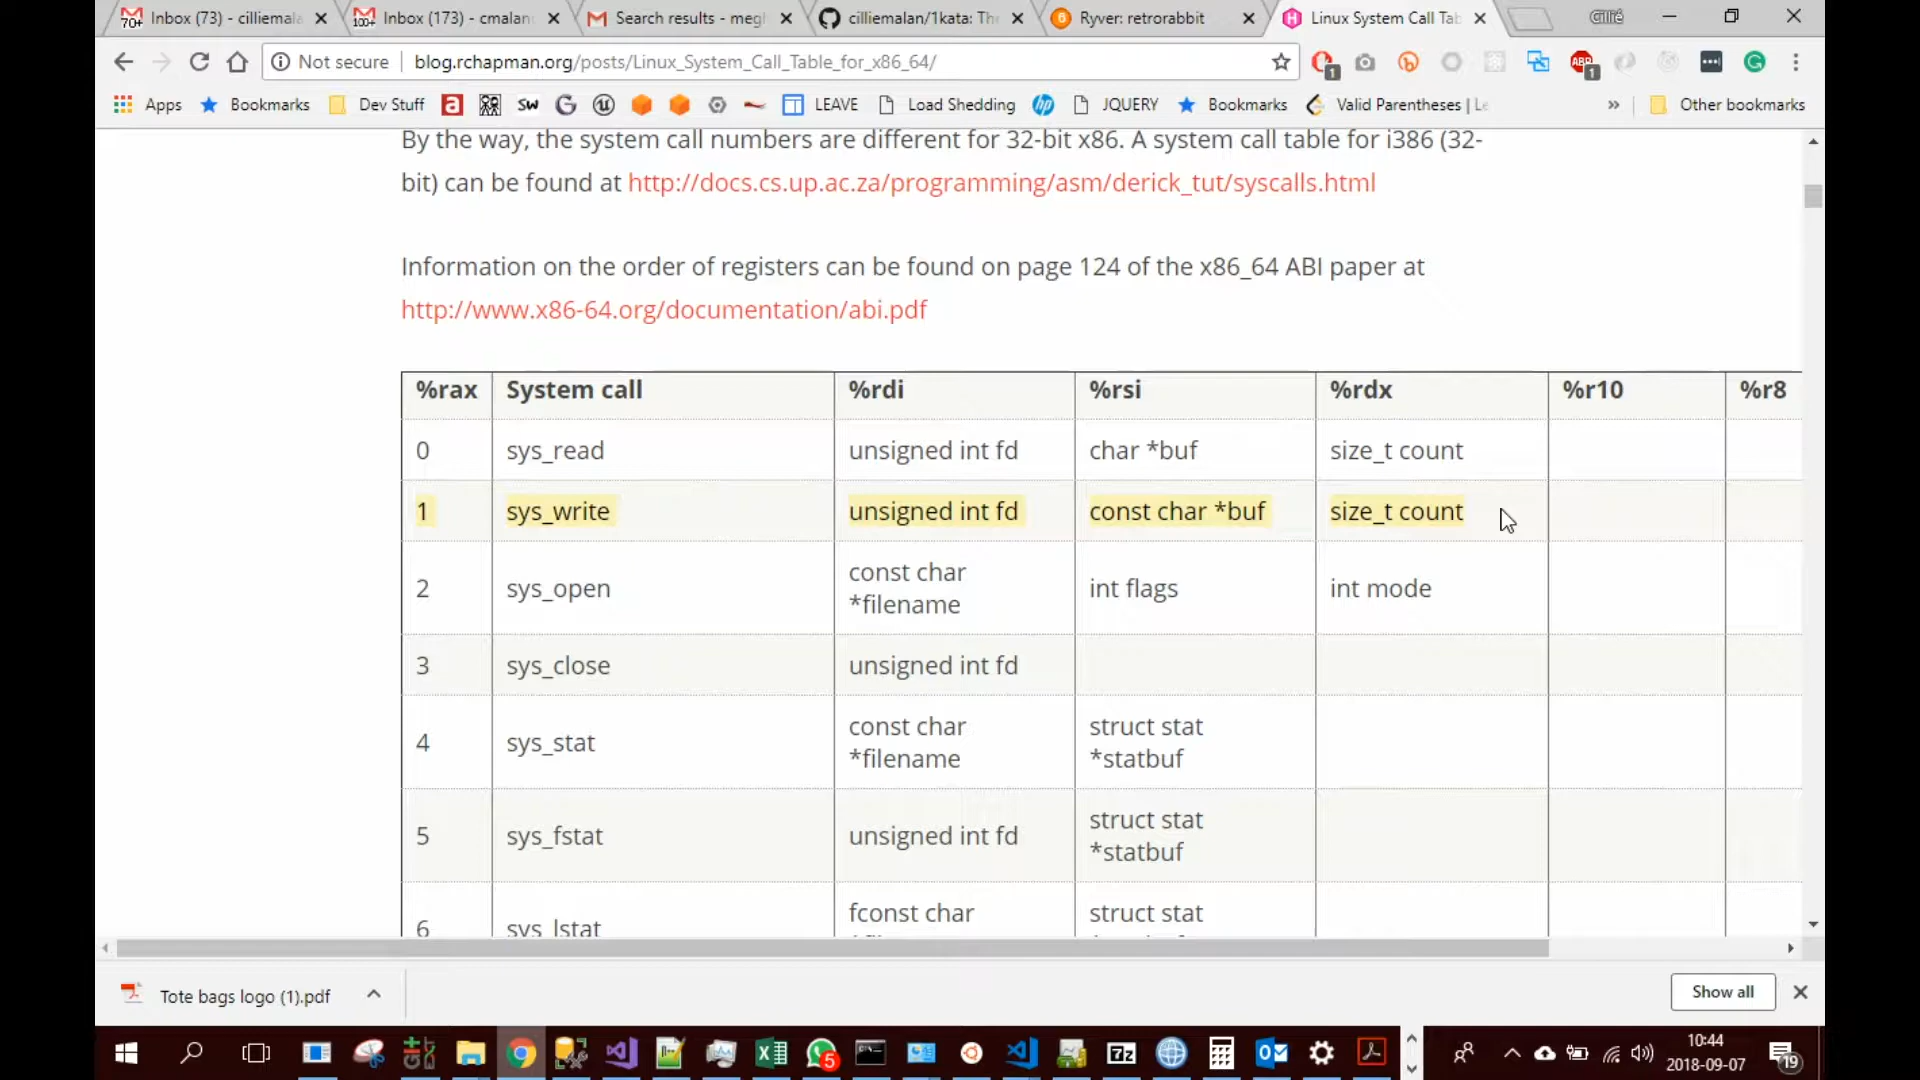 Inbox (73) - cilliemala
Inbox (173) - cmalan
Search results - meg
cilliemalan/1kata: Th
Ryver: retrorabbit
Linux System Call Tab
Cillié
Not secure
blog.rchapman.org/posts/Linux_System_Call_Table_for_x86_64/
Apps
Bookmarks
Dev Stuff
LEAVE
Load Shedding
JQUERY
Bookmarks
Valid Parentheses | Le
Other bookmarks
By the way, the system call numbers are different for 32-bit x86. A system call table for i386 (32-
bit) can be found at http://docs.cs.up.ac.za/programming/asm/derick_tut/syscalls.html
Information on the order of registers can be found on page 124 of the x86_64 ABI paper at
http://www.x86-64.org/documentation/abi.pdf
%rax System call %rdi %rsi %rdx %r10 %r8
0 sys_read unsigned int fd char *buf size_t count
1 sys_write unsigned int fd const char *buf size_t count
2 sys_open const char *filename int flags int mode
3 sys_close unsigned int fd
4 sys_stat const char *filename struct stat *statbuf
5 sys_fstat unsigned int fd struct stat *statbuf
6 sys_lstat fconst char struct stat
Tote bags logo (1).pdf
Show all
10:44
2018-09-07
19